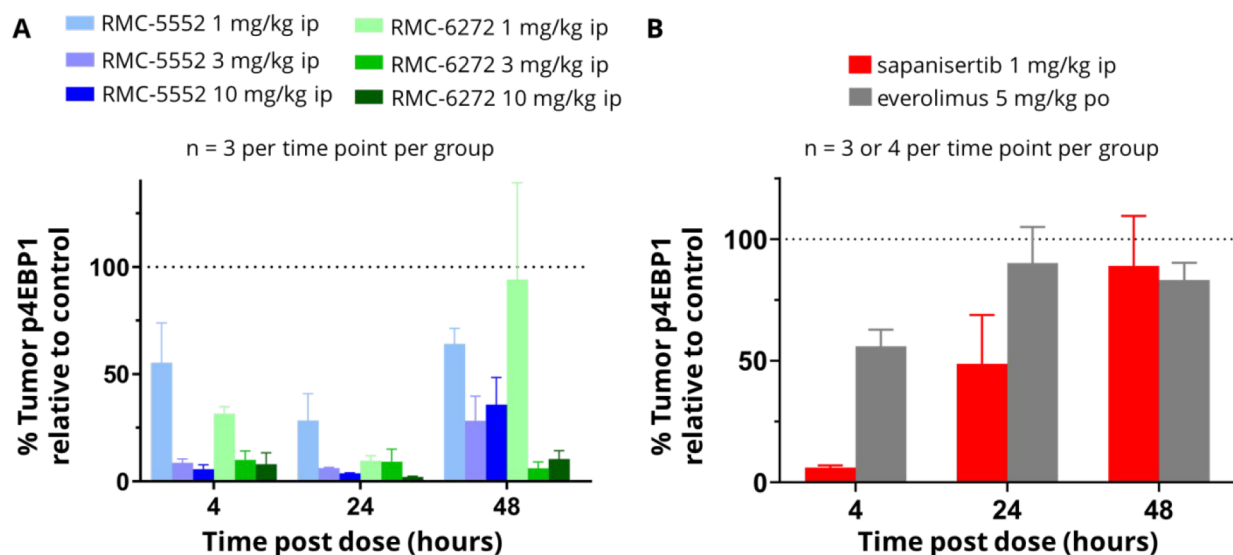 A
RMC-5552 1 mg/kg ip
RMC-6272 1 mg/kg ip
RMC-5552 3 mg/kg ip
RMC-6272 3 mg/kg ip
RMC-5552 10 mg/kg ip
RMC-6272 10 mg/kg ip
n = 3 per time point per group
% Tumor p4EBP1
relative to control
100
50
0
4
24
48
Time post dose (hours)
B
sapanisertib 1 mg/kg ip
everolimus 5 mg/kg po
n = 3 or 4 per time point per group
% Tumor p4EBP1
relative to control
100
50
0
4
24
48
Time post dose (hours)